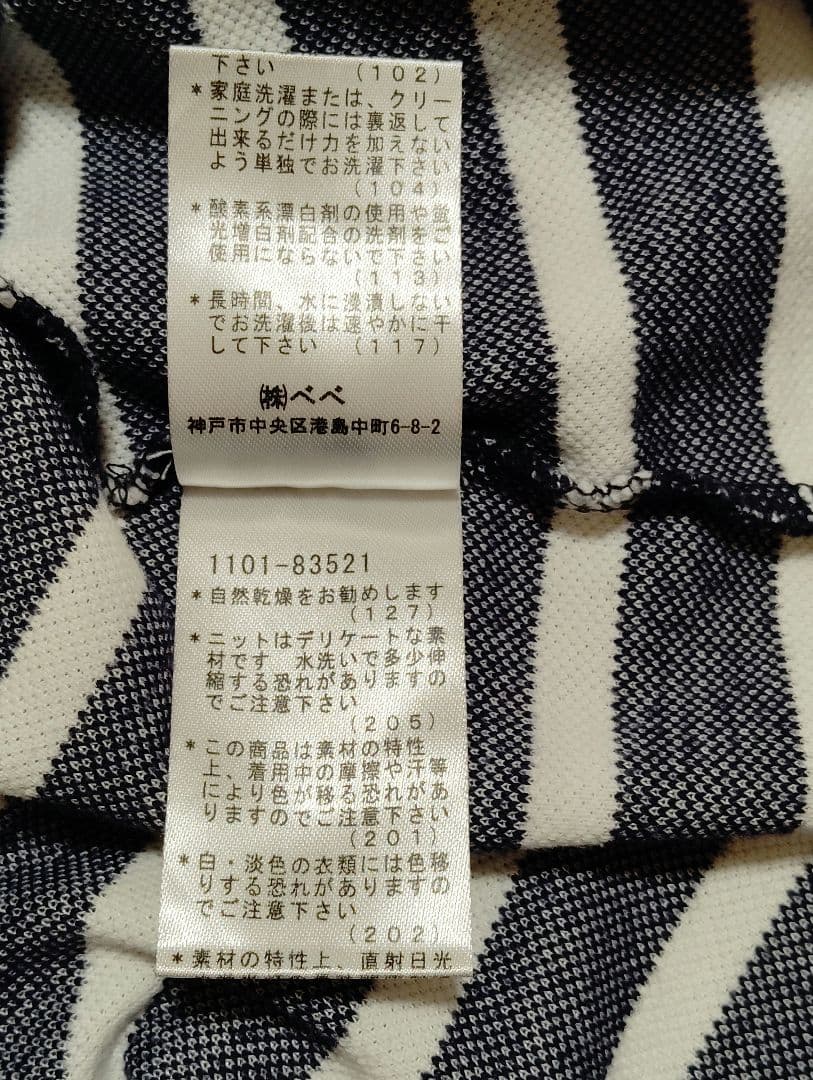 下さい (102)
*家庭洗濯または、クリー
ニングの際には裏返して
出来るだけ力を加えない
よう単独でお洗濯下さい
(104)
*酸素系漂白剤の使用や蛍
光増白剤配合の洗剤をご
使用にならないで下さい
(113)
*長時間、水に浸漬しない
でお洗濯後は速やかに干
して下さい (117)
㈱べべ
神戸市中央区港島中町6-8-2
1101-83521
*自然乾燥をお勧めします
(127)
*ニットはデリケートな素
材です 水洗いで多少伸
縮する恐れがありますの
でご注意下さい
(205)
*この商品は素材の特性
上、着用中の摩擦や汗等
により色が移る恐れがあ
りますのでご注意下さい
(201)
*白・淡色の衣類には色移
りする恐れがありますの
でご注意下さい
(202)
*素材の特性上、直射日光